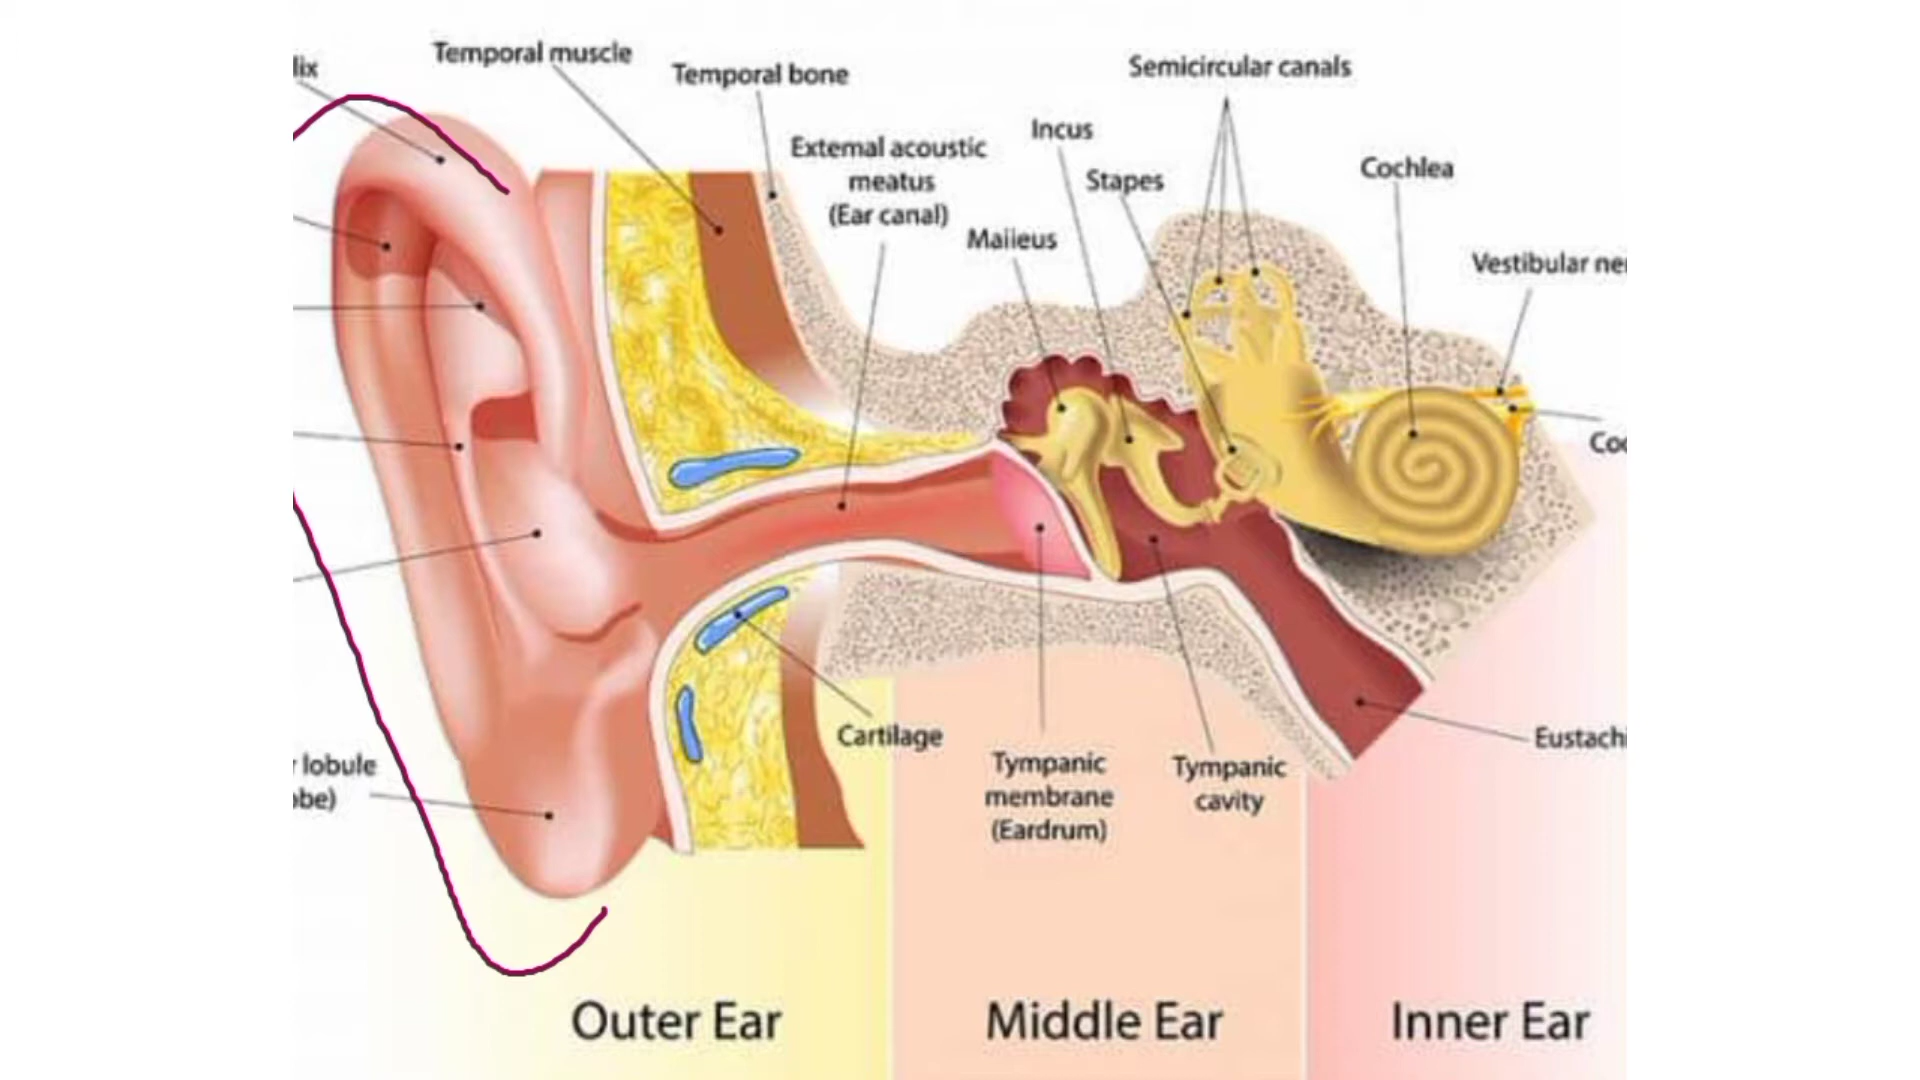 lix
Temporal muscle
Temporal bone
Semicircular canals
Incus
External acoustic
meatus
(Ear canal)
Stapes
Cochlea
Maiieus
Vestibular ne
Coc
Cartilage
Eustachi
lobule
be)
Tympanic
membrane
(Eardrum)
Tympanic
cavity
Outer Ear
Middle Ear
Inner Ear